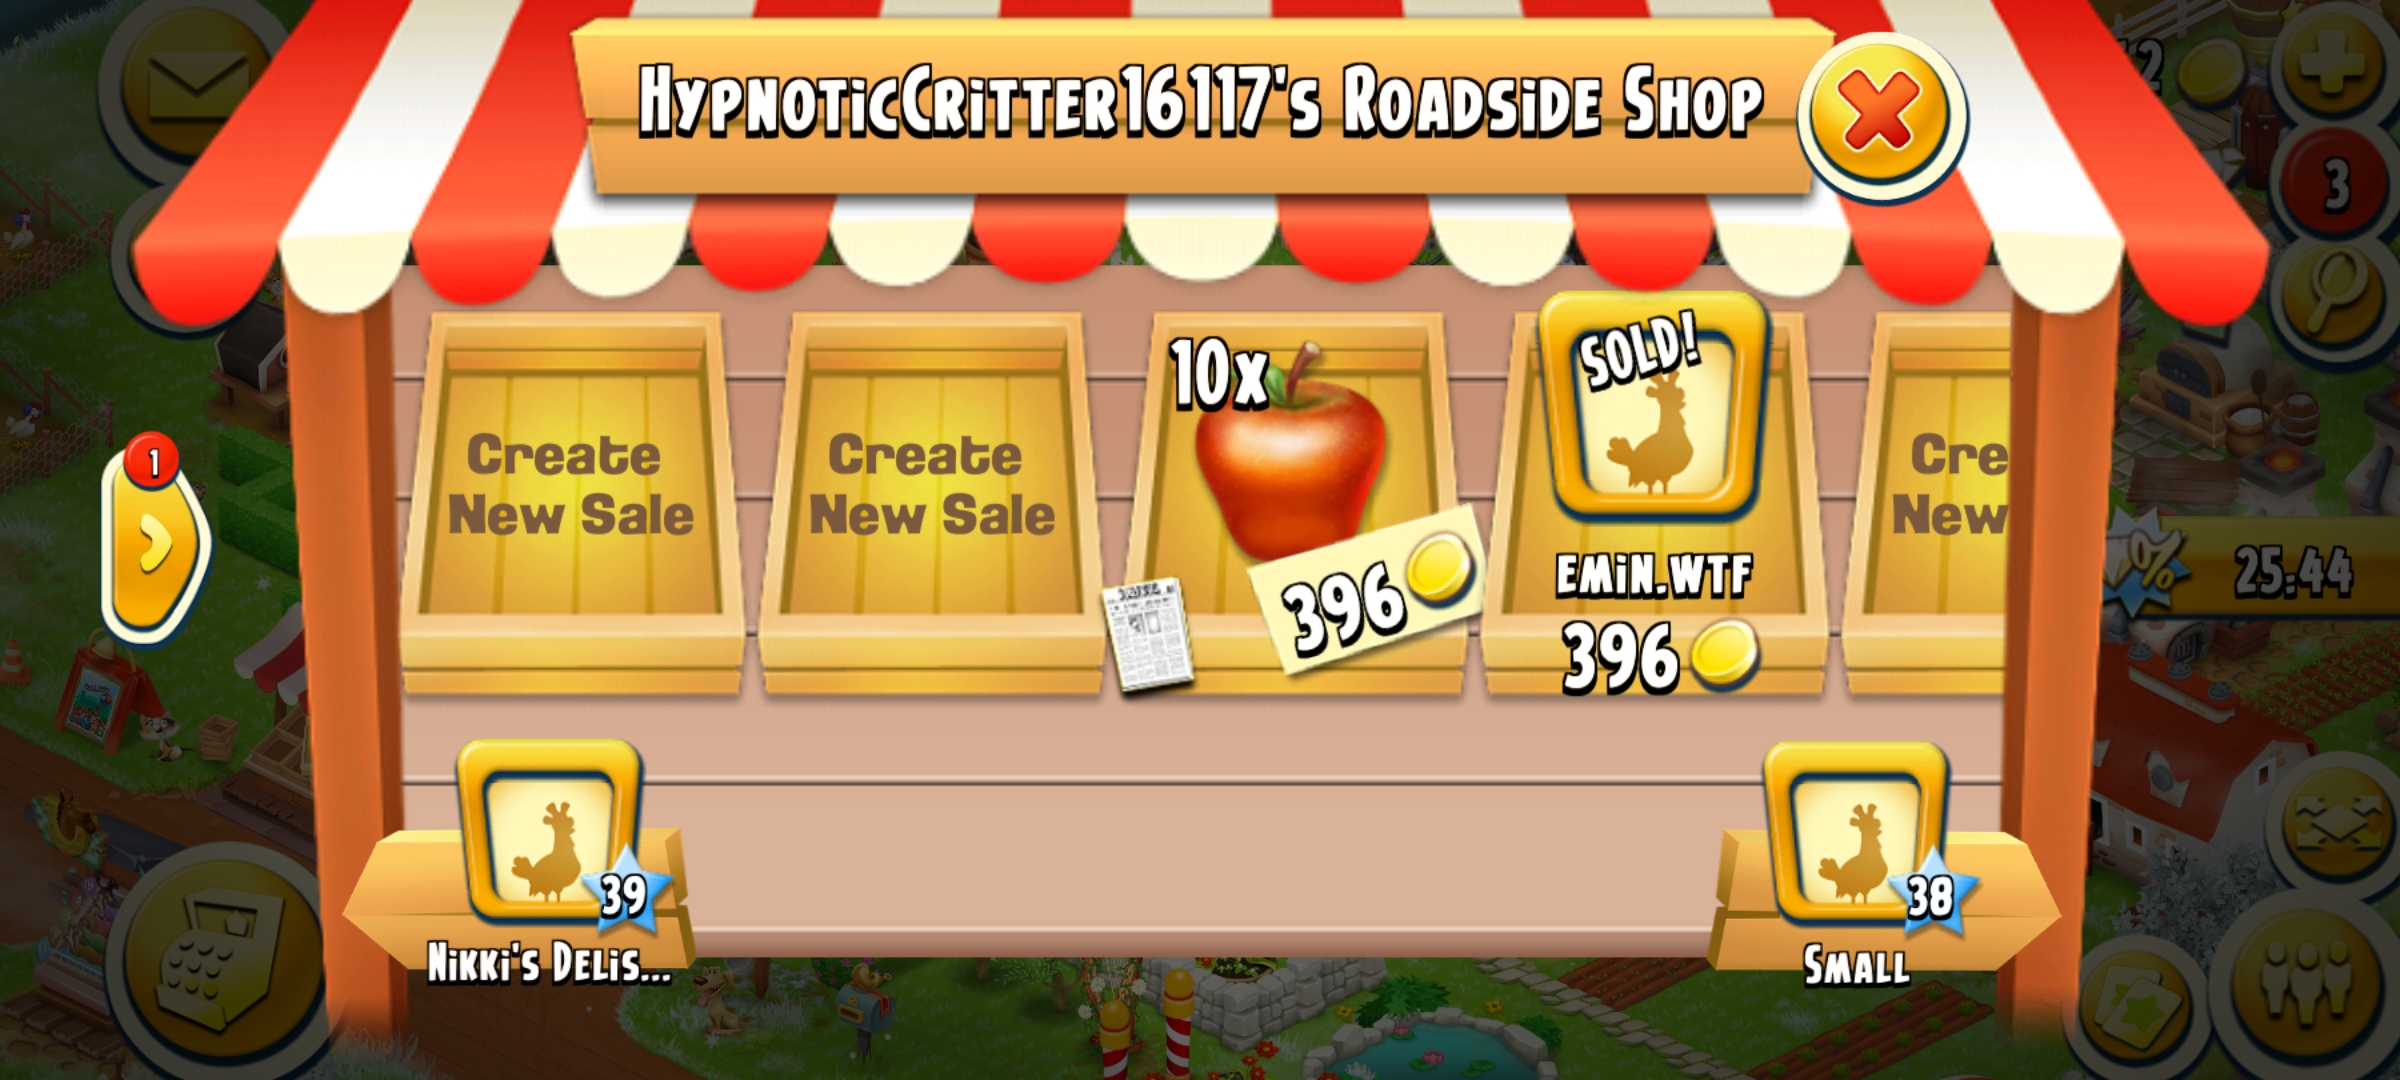 HypnoticCritter16117's Roadside Shop
2
3
1
Create
New Sale
Create
New Sale
10x
396
SOLD!
EMiN.WTF
396
Cre
New
25:44
39
Nikki's Delis...
38
Small